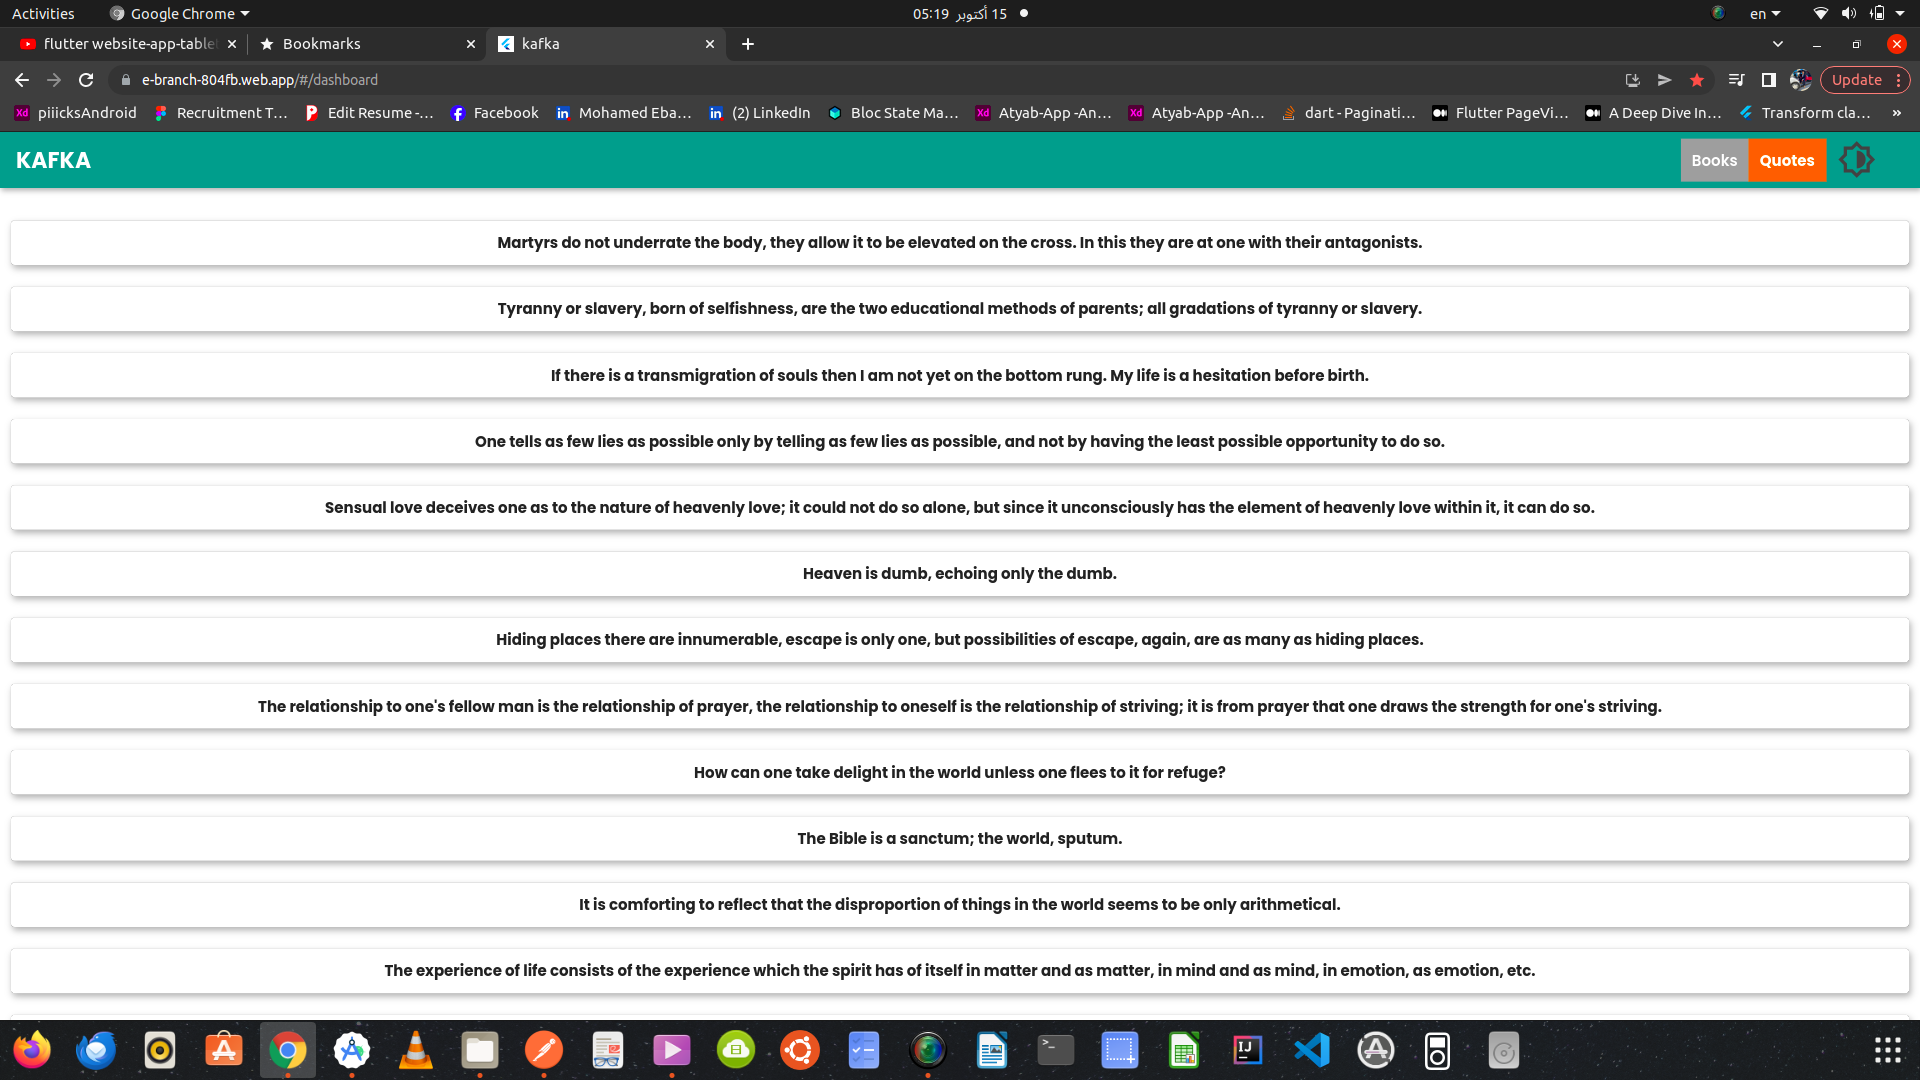 Activities
Google Chrome
05:19 15 أكتوبر
en
flutter website-app-table
Bookmarks
kafka
e-branch-804fb.web.app/#/dashboard
Update
piiicksAndroid
Recruitment T...
Edit Resume -...
Facebook
Mohamed Eba...
(2) LinkedIn
Bloc State Ma...
Atyab-App -An...
Atyab-App -An...
dart - Paginati...
Flutter PageVi...
A Deep Dive In...
Transform cla...
KAFKA
Books
Quotes
Martyrs do not underrate the body, they allow it to be elevated on the cross. In this they are at one with their antagonists.
Tyranny or slavery, born of selfishness, are the two educational methods of parents; all gradations of tyranny or slavery.
If there is a transmigration of souls then I am not yet on the bottom rung. My life is a hesitation before birth.
One tells as few lies as possible only by telling as few lies as possible, and not by having the least possible opportunity to do so.
Sensual love deceives one as to the nature of heavenly love; it could not do so alone, but since it unconsciously has the element of heavenly love within it, it can do so.
Heaven is dumb, echoing only the dumb.
Hiding places there are innumerable, escape is only one, but possibilities of escape, again, are as many as hiding places.
The relationship to one's fellow man is the relationship of prayer, the relationship to oneself is the relationship of striving; it is from prayer that one draws the strength for one's striving.
How can one take delight in the world unless one flees to it for refuge?
The Bible is a sanctum; the world, sputum.
It is comforting to reflect that the disproportion of things in the world seems to be only arithmetical.
The experience of life consists of the experience which the spirit has of itself in matter and as matter, in mind and as mind, in emotion, as emotion, etc.